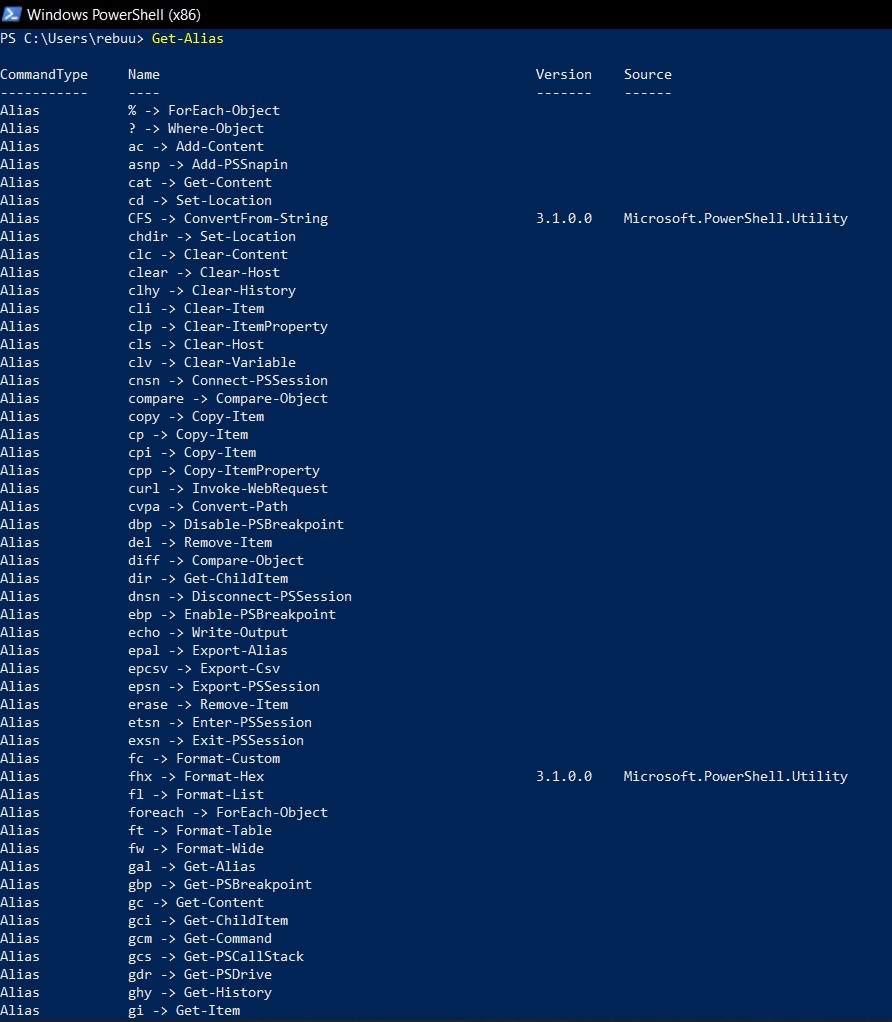 Windows PowerShell (x86)
PS C:\Users\rebuu> Get-Alias
CommandType     Name                                               Version    Source
-----------     ----                                               -------    ------
Alias           % -> ForEach-Object
Alias           ? -> Where-Object
Alias           ac -> Add-Content
Alias           asnp -> Add-PSSnapin
Alias           cat -> Get-Content
Alias           cd -> Set-Location
Alias           CFS -> ConvertFrom-String                          3.1.0.0    Microsoft.PowerShell.Utility
Alias           chdir -> Set-Location
Alias           clc -> Clear-Content
Alias           clear -> Clear-Host
Alias           clhy -> Clear-History
Alias           cli -> Clear-Item
Alias           clp -> Clear-ItemProperty
Alias           cls -> Clear-Host
Alias           clv -> Clear-Variable
Alias           cnsn -> Connect-PSSession
Alias           compare -> Compare-Object
Alias           copy -> Copy-Item
Alias           cp -> Copy-Item
Alias           cpi -> Copy-Item
Alias           cpp -> Copy-ItemProperty
Alias           curl -> Invoke-WebRequest
Alias           cvpa -> Convert-Path
Alias           dbp -> Disable-PSBreakpoint
Alias           del -> Remove-Item
Alias           diff -> Compare-Object
Alias           dir -> Get-ChildItem
Alias           dnsn -> Disconnect-PSSession
Alias           ebp -> Enable-PSBreakpoint
Alias           echo -> Write-Output
Alias           epal -> Export-Alias
Alias           epcsv -> Export-Csv
Alias           epsn -> Export-PSSession
Alias           erase -> Remove-Item
Alias           etsn -> Enter-PSSession
Alias           exsn -> Exit-PSSession
Alias           fc -> Format-Custom
Alias           fhx -> Format-Hex                                  3.1.0.0    Microsoft.PowerShell.Utility
Alias           fl -> Format-List
Alias           foreach -> ForEach-Object
Alias           ft -> Format-Table
Alias           fw -> Format-Wide
Alias           gal -> Get-Alias
Alias           gbp -> Get-PSBreakpoint
Alias           gc -> Get-Content
Alias           gci -> Get-ChildItem
Alias           gcm -> Get-Command
Alias           gcs -> Get-PSCallStack
Alias           gdr -> Get-PSDrive
Alias           ghy -> Get-History
Alias           gi -> Get-Item